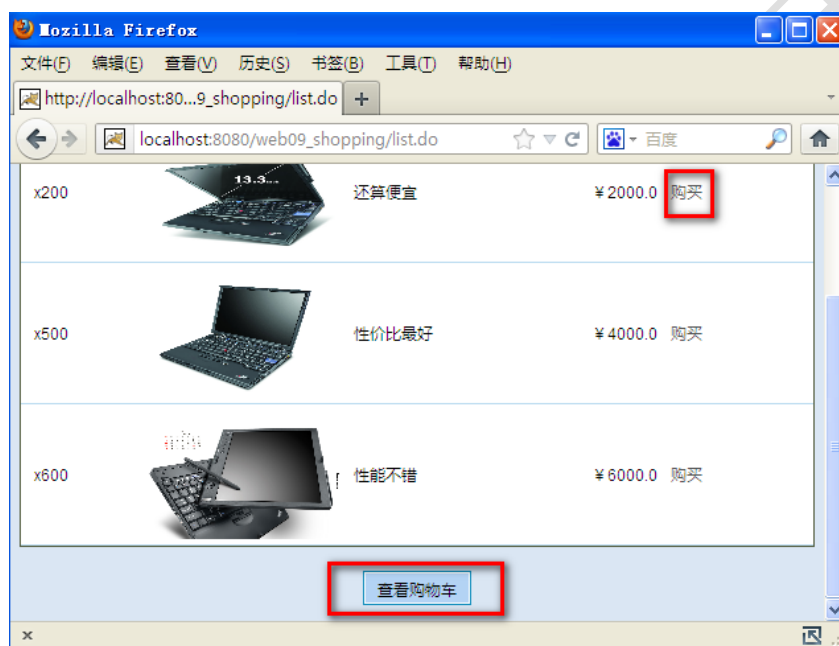 Mozilla Firefox
文件(F) 编辑(E) 查看(V) 历史(S) 书签(B) 工具(T) 帮助(H)
http://localhost:80...9_shopping/list.do +
localhost:8080/web09_shopping/list.do 百度
x200 13.3... 还算便宜 ¥2000.0 购买
x500 性价比最好 ¥4000.0 购买
x600 性能不错 ¥6000.0 购买
查看购物车
x